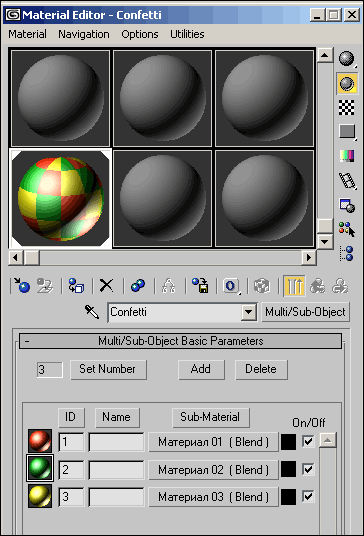 Material Editor - Confetti
Material Navigation Options Utilities
Confetti Multi/Sub-Object
- Multi/Sub-Object Basic Parameters
3 Set Number Add Delete
ID Name Sub-Material On/Off
1 Материал 01 ( Blend )
2 Материал 02 ( Blend )
3 Материал 03 ( Blend )